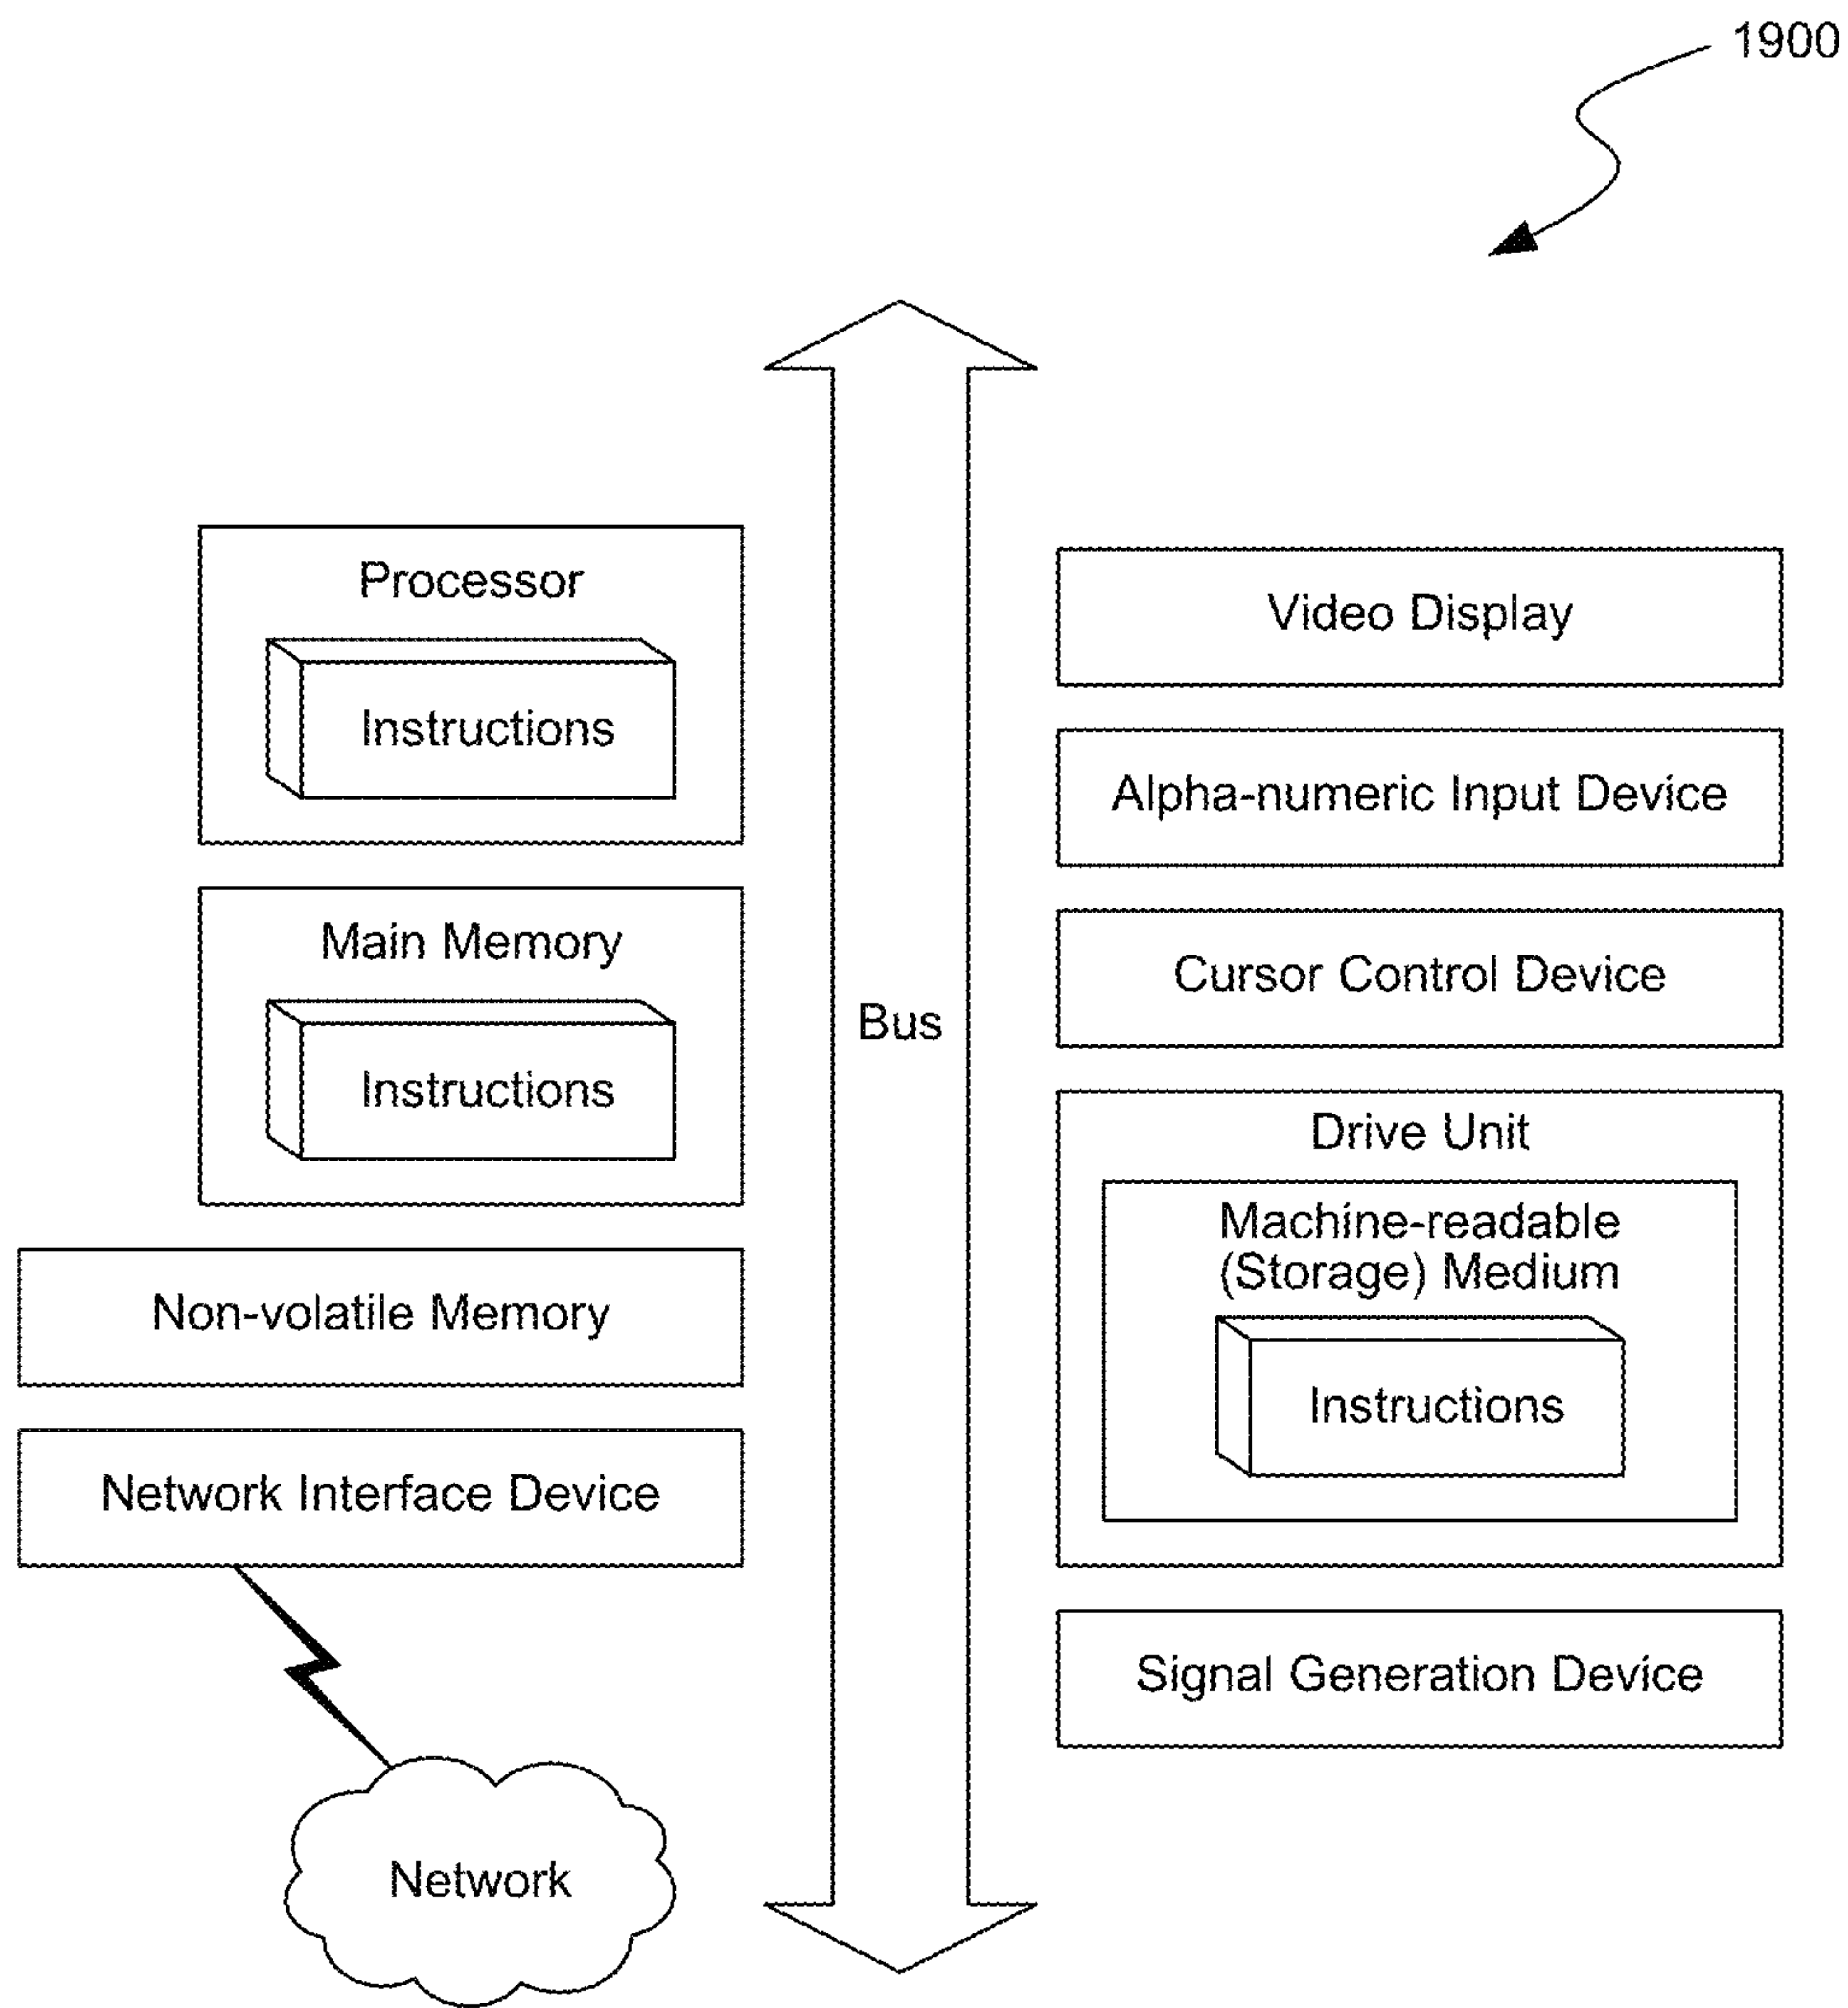 1900
Processor
Instructions
Main Memory
Instructions
Non-volatile Memory
Network Interface Device
Network
Bus
Video Display
Alpha-numeric Input Device
Cursor Control Device
Drive Unit
Machine-readable
(Storage) Medium
Instructions
Signal Generation Device